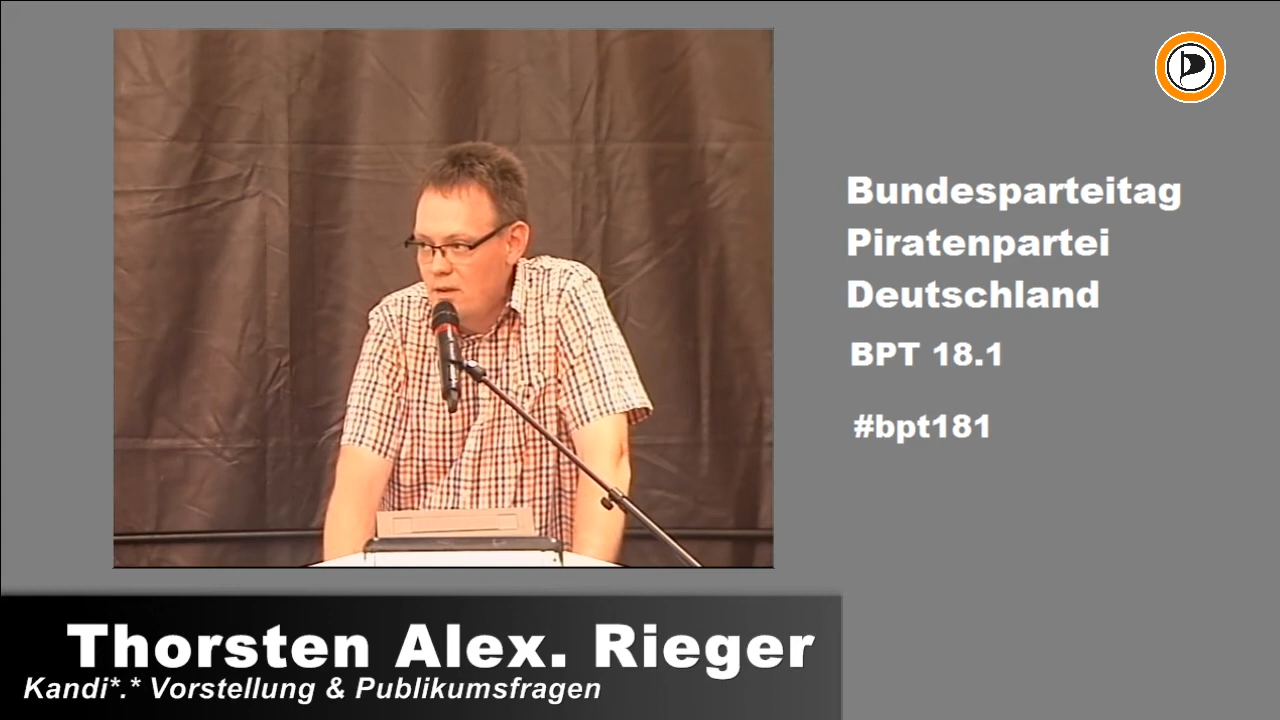 Bundesparteitag
Piratenpartei
Deutschland
BPT 18.1
#bpt181
Thorsten Alex. Rieger
Kandi*.* Vorstellung & Publikumsfragen